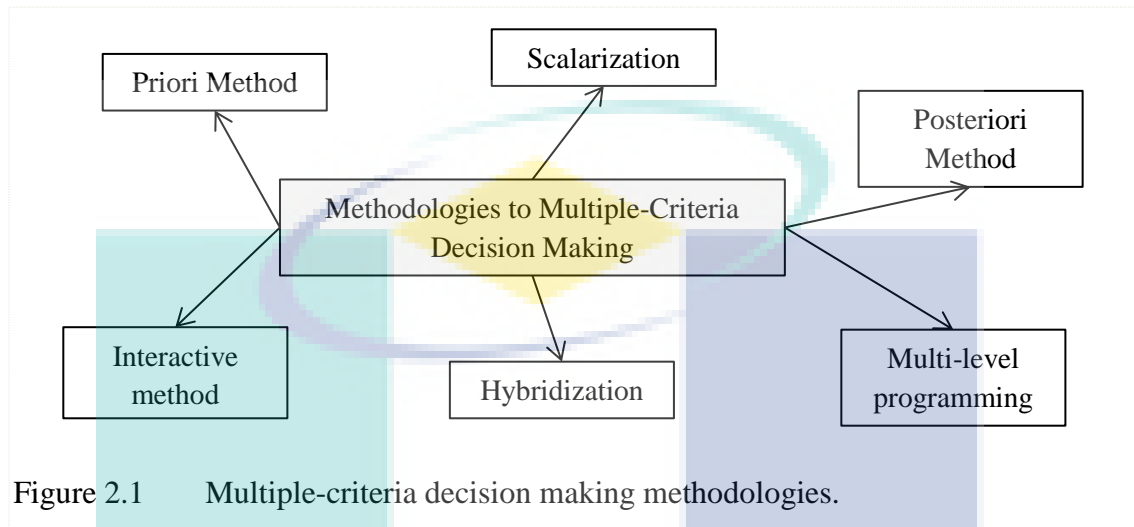 Scalarization
Priori Method
Posteriori
Method
Methodologies to Multiple-Criteria
Decision Making
Interactive
method
Hybridization
Multi-level
programming
Figure 2.1 Multiple-criteria decision making methodologies.